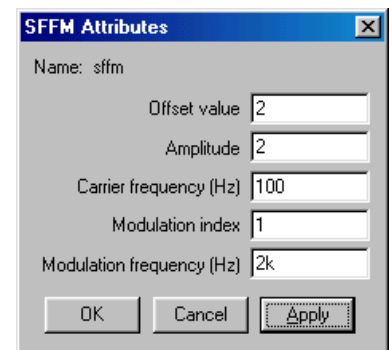 SFFM Attributes
Name: sffm
Offset value 2
Amplitude 2
Carrier frequency (Hz) 100
Modulation index 1
Modulation frequency (Hz) 2k
OK Cancel Apply